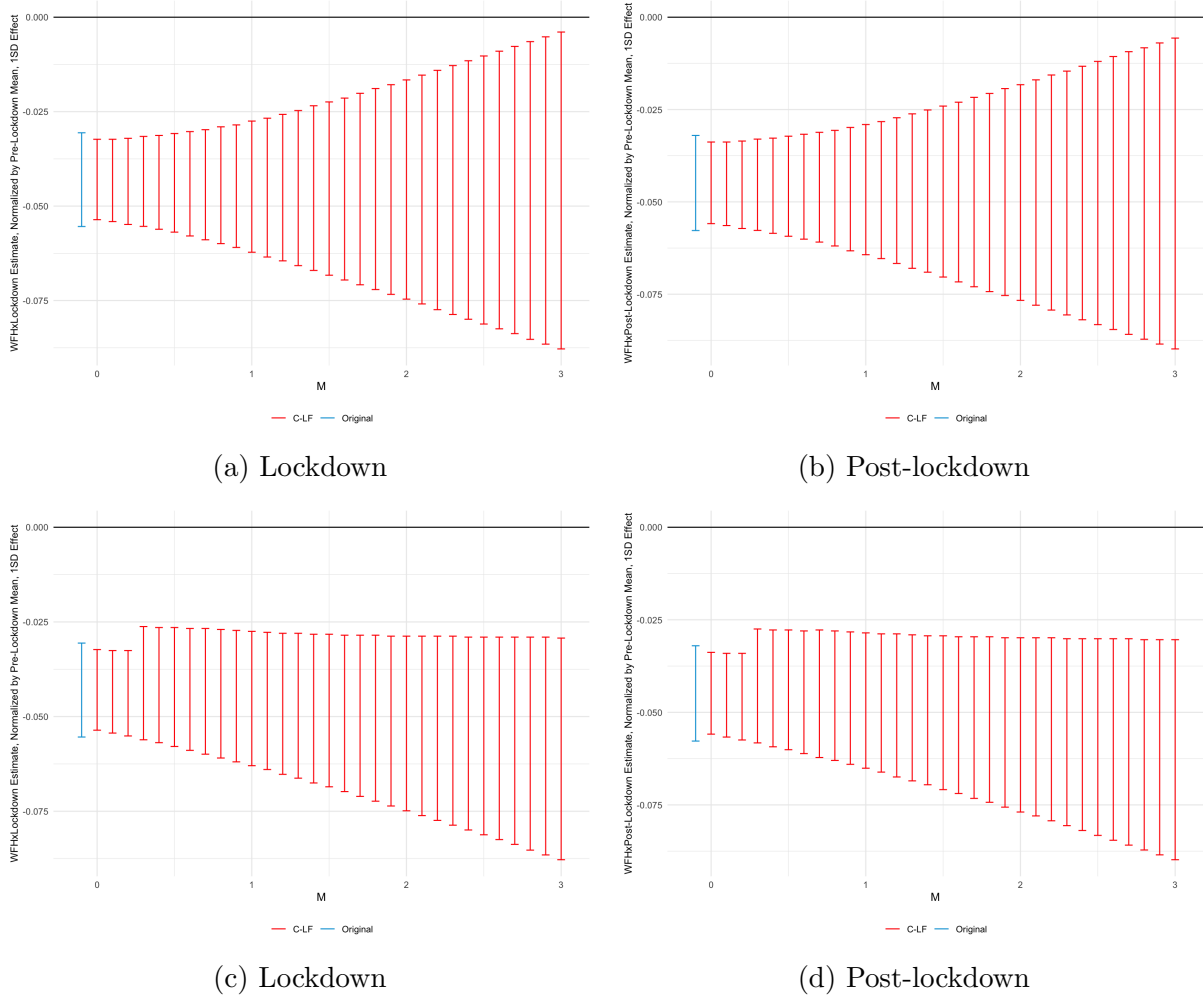 WFHxLockdown Estimate, Normalized by Pre-Lockdown Mean, 1SD Effect
0.000
-0.025
-0.050
-0.075
0 1 2 3
M
C-LF Original
(a) Lockdown
WFHxPost-Lockdown Estimate, Normalized by Pre-Lockdown Mean, 1SD Effect
0.000
-0.025
-0.050
-0.075
0 1 2 3
M
C-LF Original
(b) Post-lockdown
WFHxLockdown Estimate, Normalized by Pre-Lockdown Mean, 1SD Effect
0.000
-0.025
-0.050
-0.075
0 1 2 3
M
C-LF Original
(c) Lockdown
WFHxPost-Lockdown Estimate, Normalized by Pre-Lockdown Mean, 1SD Effect
0.000
-0.025
-0.050
-0.075
0 1 2 3
M
C-LF Original
(d) Post-lockdown